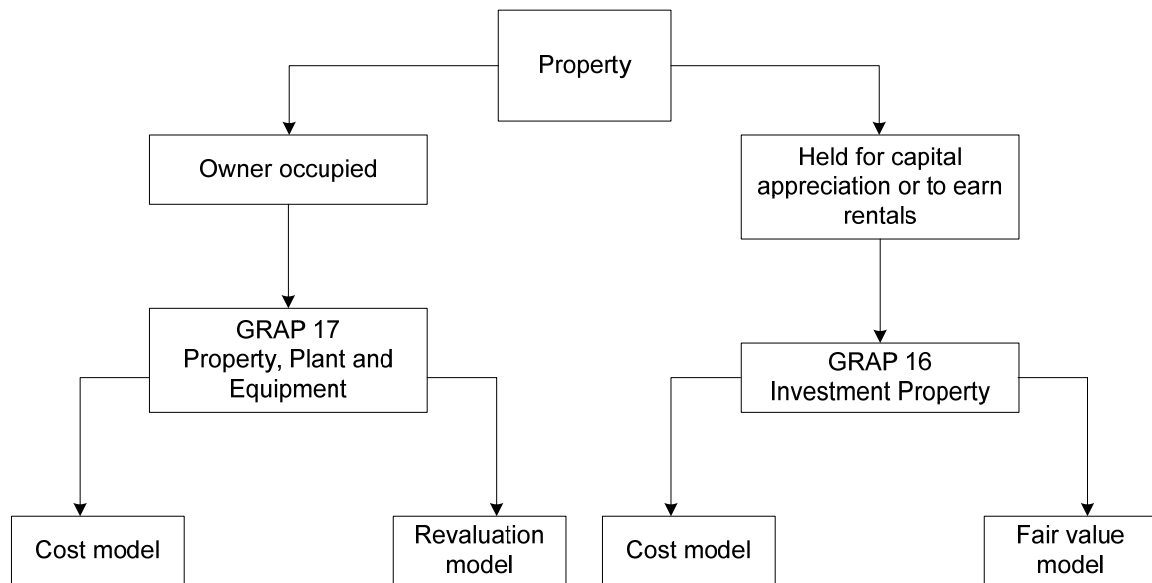 Property
Owner occupied
Held for capital
appreciation or to earn
rentals
GRAP 17
Property, Plant and
Equipment
GRAP 16
Investment Property
Cost model
Revaluation
model
Cost model
Fair value
model